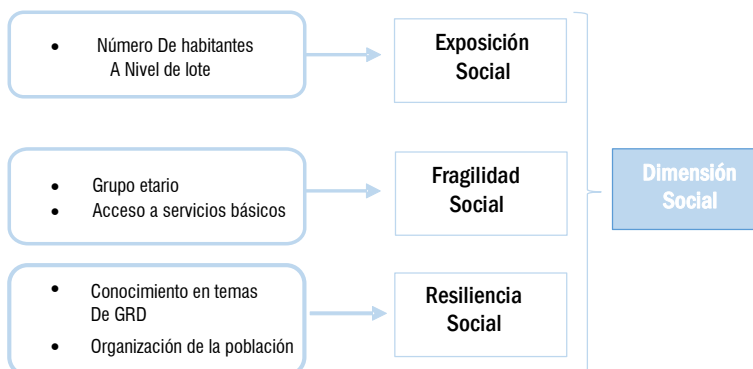 • Número De habitantes
A Nivel de lote
Exposición
Social
• Grupo etario
• Acceso a servicios básicos
Fragilidad
Social
Dimensión
Social
• Conocimiento en temas
De GRD
• Organización de la población
Resiliencia
Social